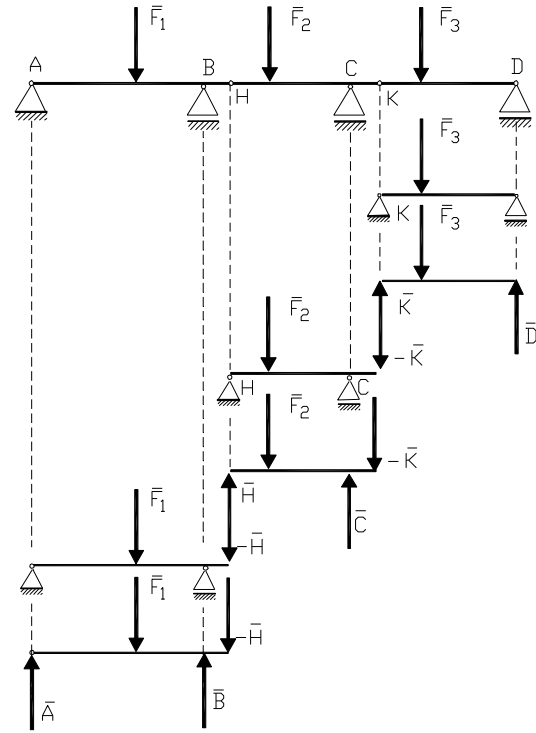 F̅₁ F̅₂ F̅₃
A B H C K D
F̅₃
K F̅₃
K̅
D̅
F̅₂
-K̅
H C
F̅₂
-K̅
H̅
F̅₁
C̅
-H̅
F̅₁
-H̅
A̅ B̅